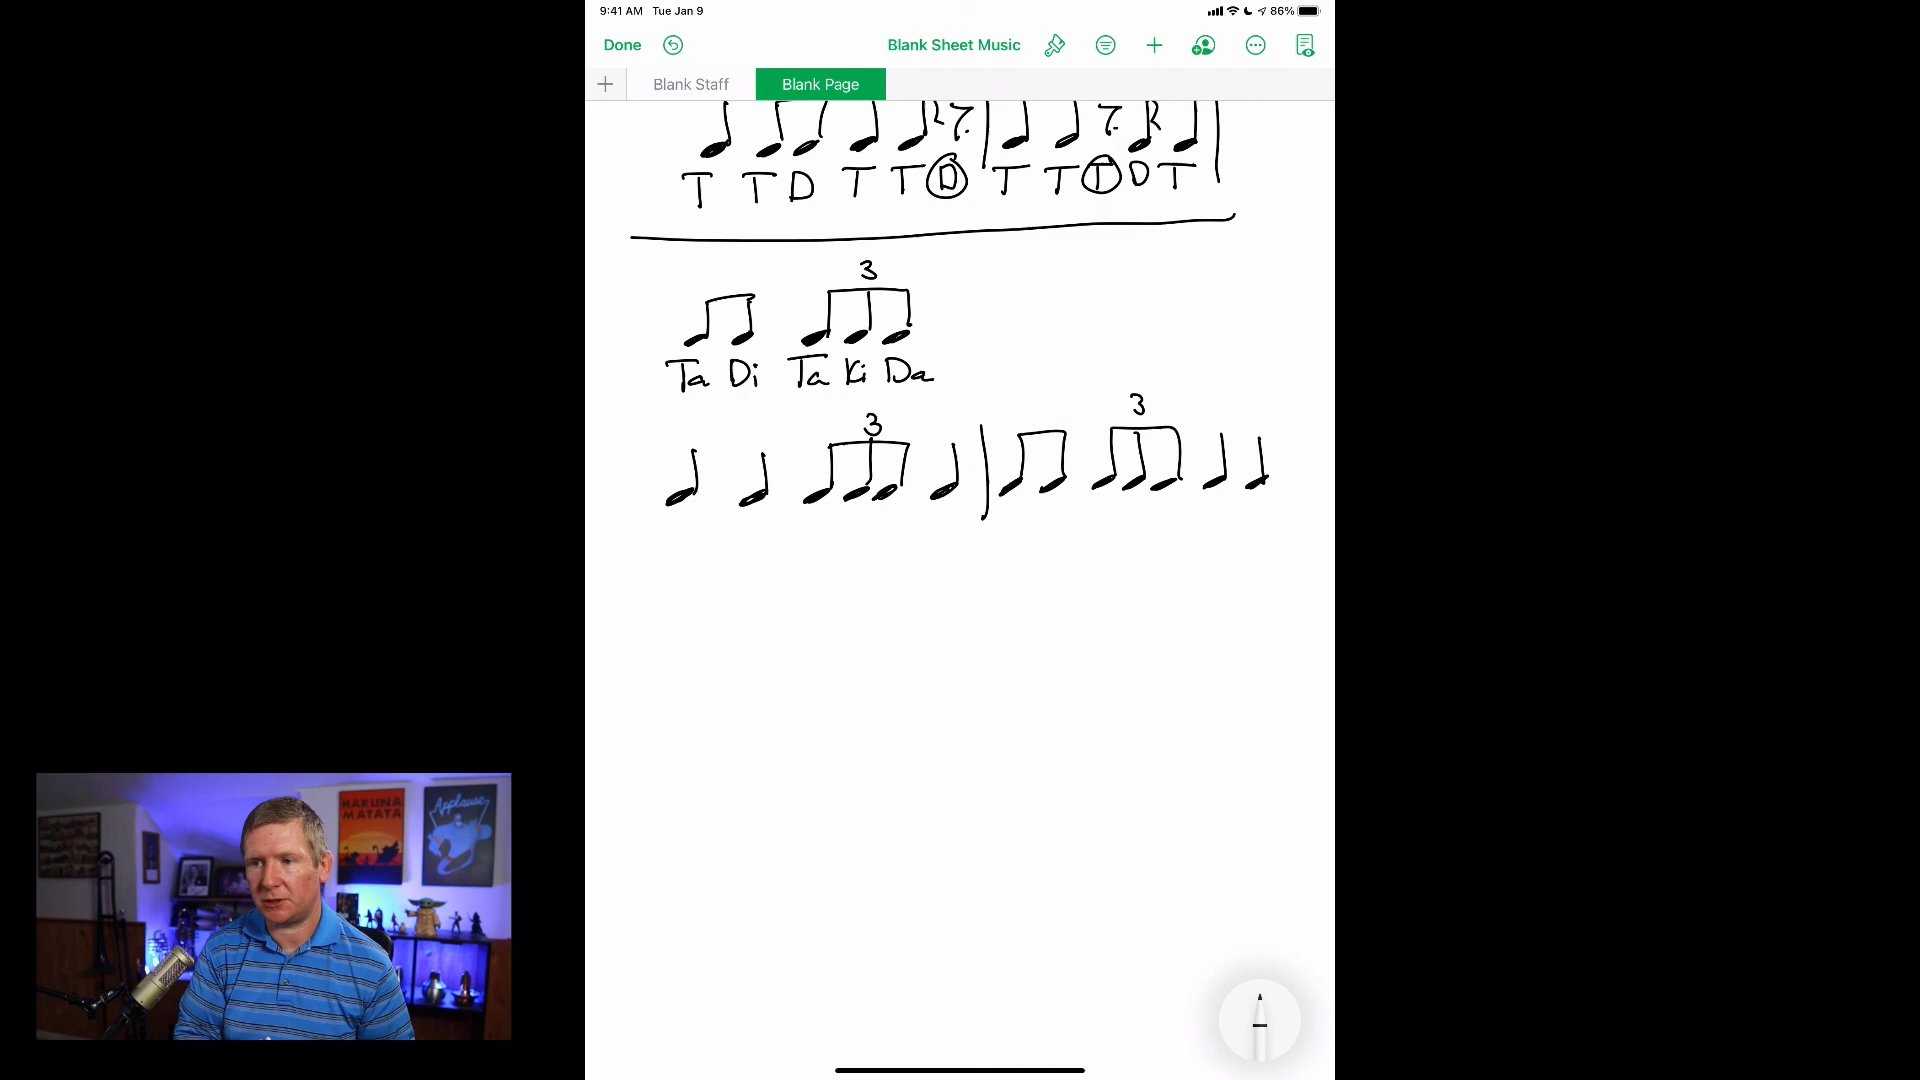 9:41 AM Tue Jan 9 86%
Done Blank Sheet Music
Blank Staff Blank Page
T T D T T D T T T D T
3
Ta Di Ta Ki Da
3 3
HAKUNA MATATA
Applause